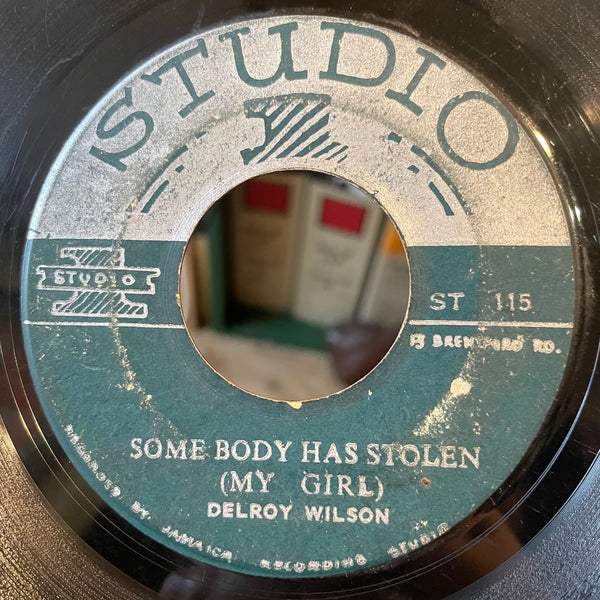 STUDIO
STUDIO
ST 115
13 BRENTFORD RD.
SOME BODY HAS STOLEN
(MY GIRL)
DELROY WILSON
RECORDED BY JAMAICA RECORDING STUDIO